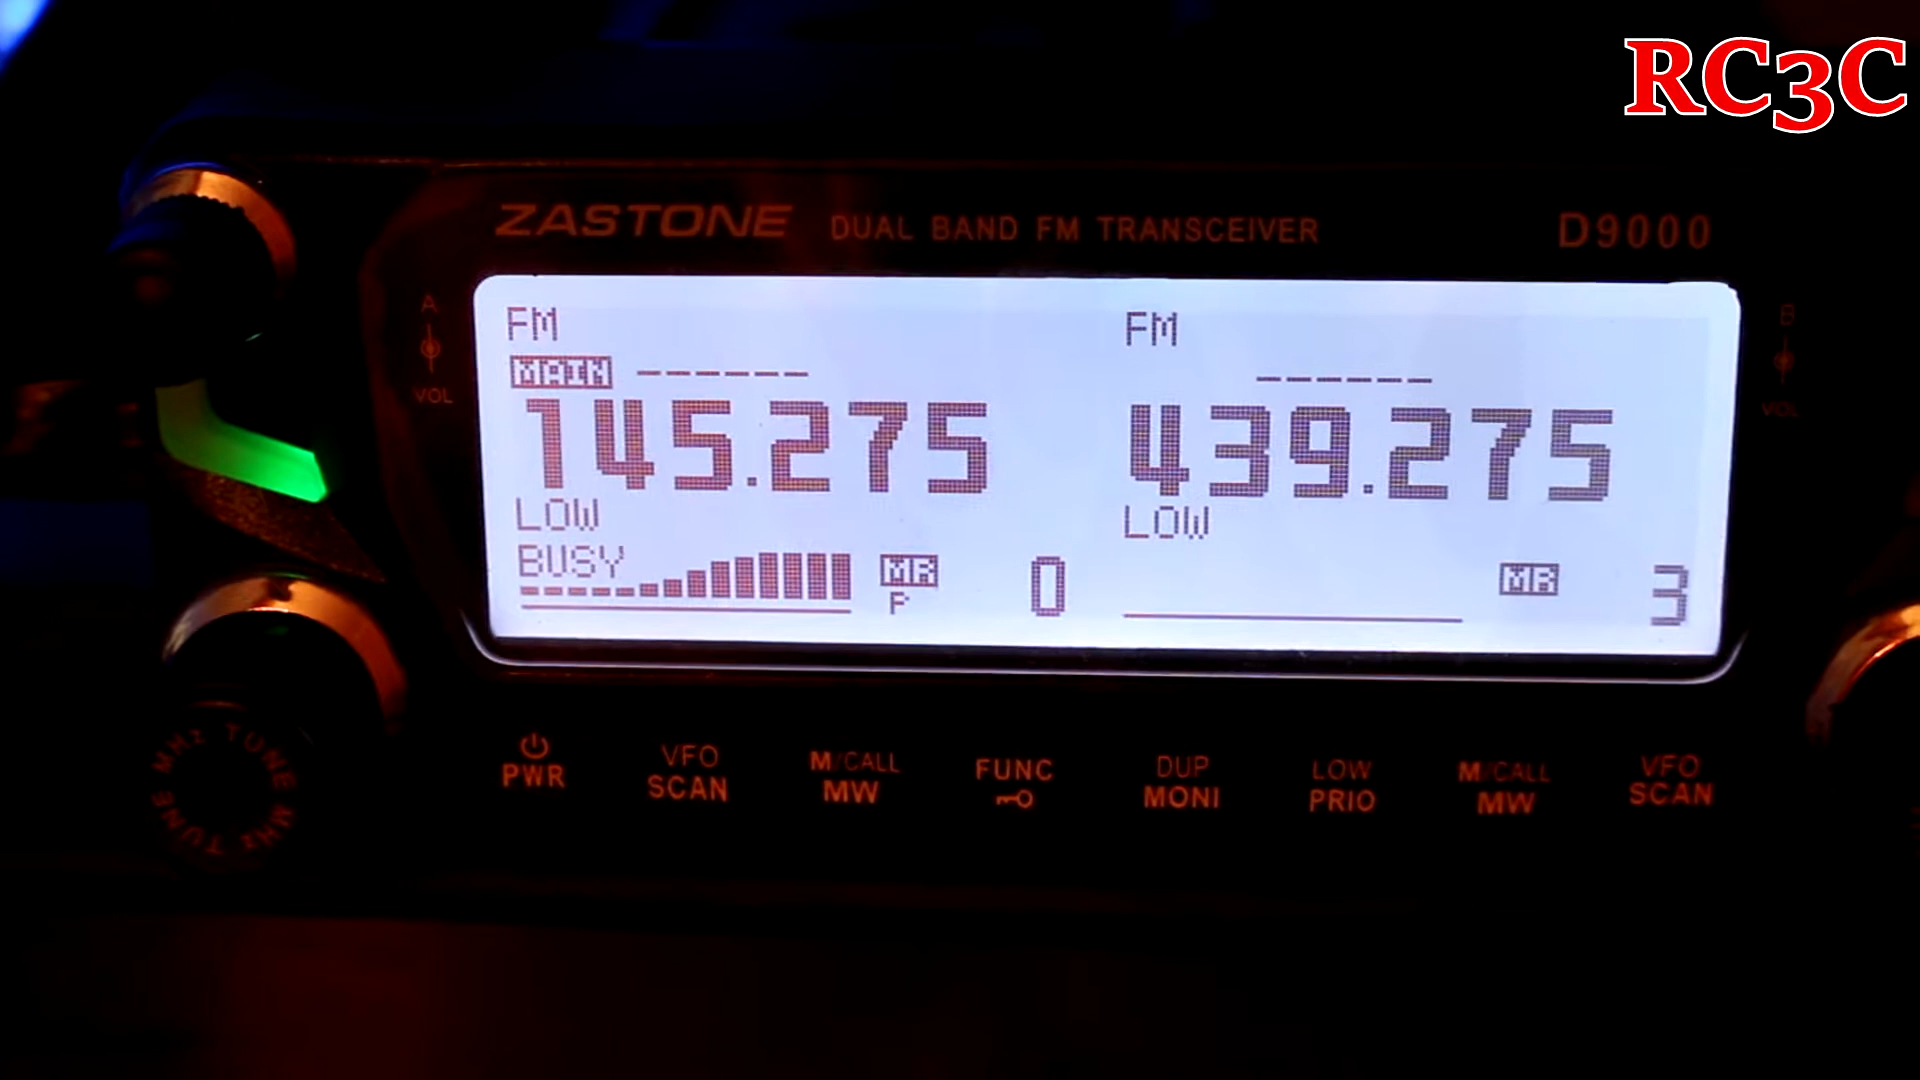 RC3C
ZASTONE DUAL BAND FM TRANSCEIVER D9000
A
VOL
B
VOL
FM FM
MAIN ------ ------
145.275 439.275
LOW LOW
BUSY MR P 0 MR 3
PWR
VFO
SCAN
M/CALL
MW
FUNC
DUP
MONI
LOW
PRIO
M/CALL
MW
VFO
SCAN
TUNE MHz TUNE MHz